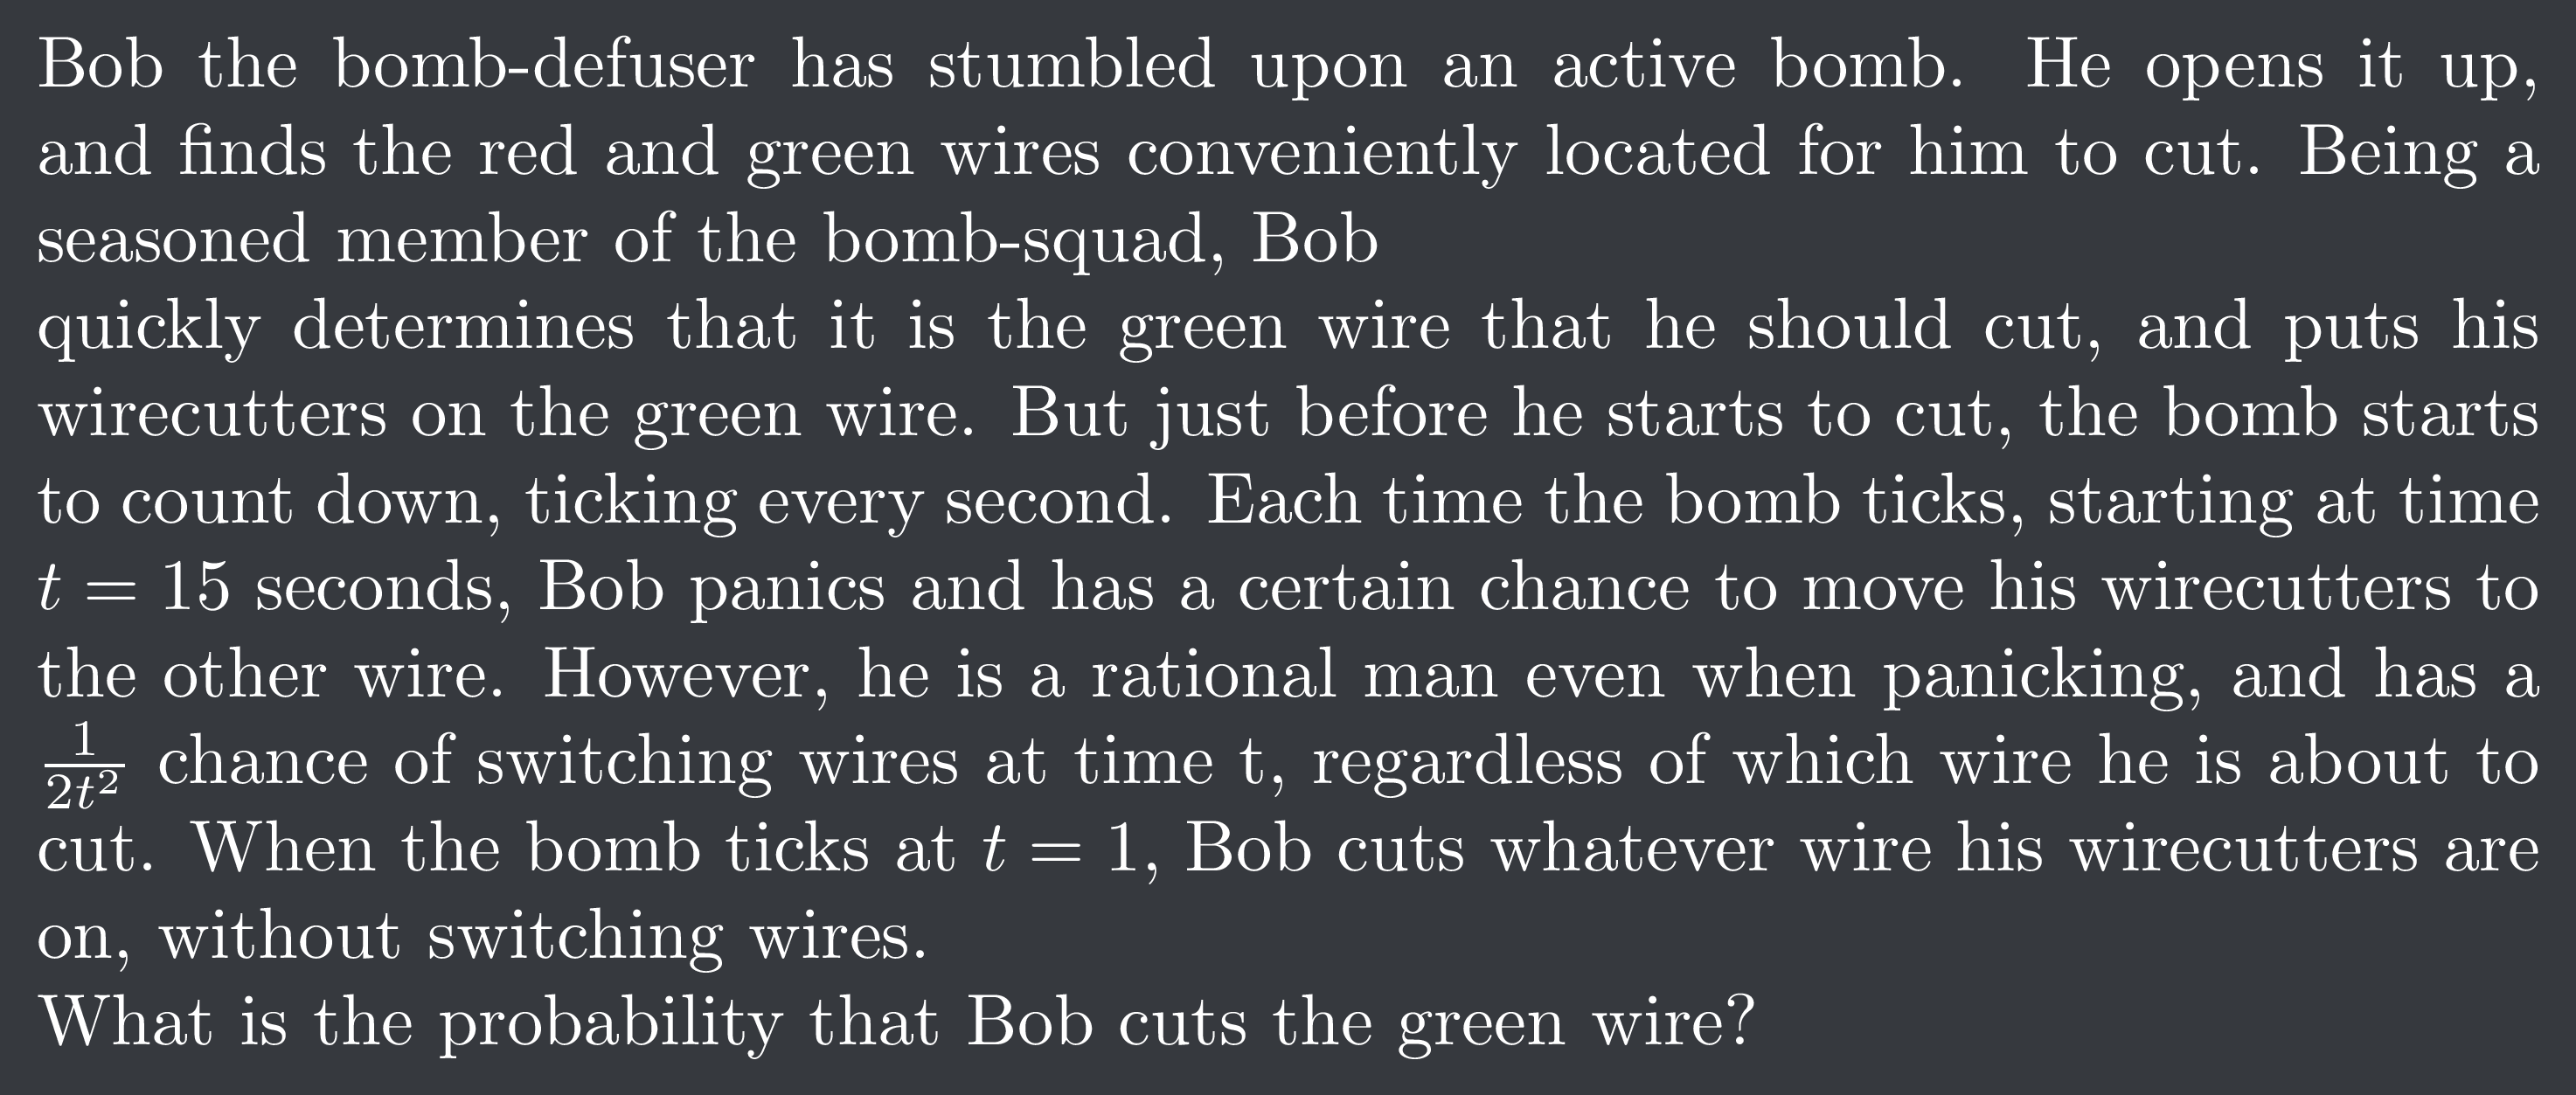 Bob the bomb-defuser has stumbled upon an active bomb. He opens it up,
and finds the red and green wires conveniently located for him to cut. Being a
seasoned member of the bomb-squad, Bob
quickly determines that it is the green wire that he should cut, and puts his
wirecutters on the green wire. But just before he starts to cut, the bomb starts
to count down, ticking every second. Each time the bomb ticks, starting at time
t = 15 seconds, Bob panics and has a certain chance to move his wirecutters to
the other wire. However, he is a rational man even when panicking, and has a
\frac{1}{2t^2} chance of switching wires at time t, regardless of which wire he is about to
cut. When the bomb ticks at t = 1, Bob cuts whatever wire his wirecutters are
on, without switching wires.
What is the probability that Bob cuts the green wire?